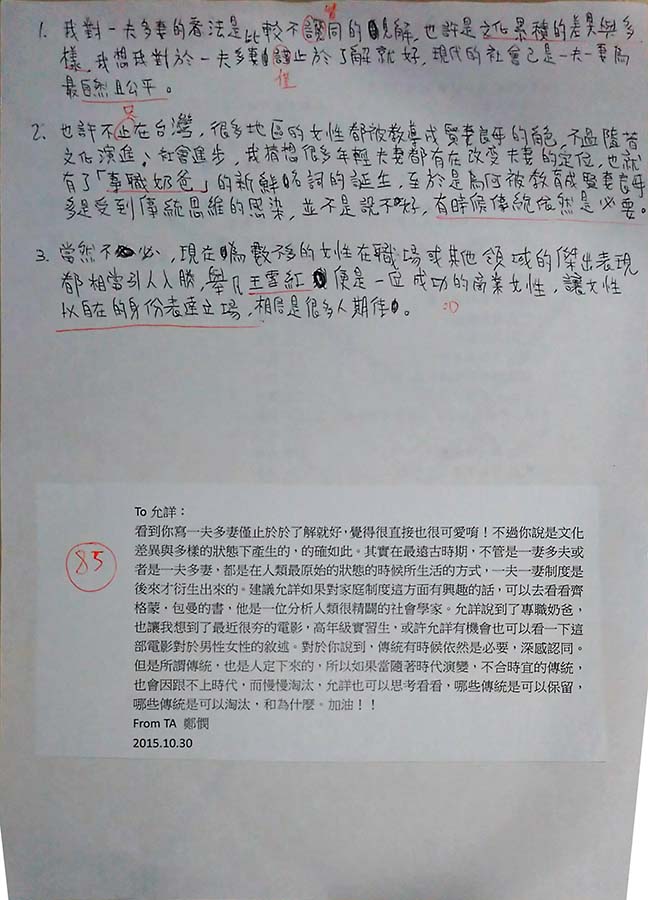 1. 我對一夫多妻的看法是比較不認同的見解,也許是文化累積的差異與多
樣,我想我對於一夫多妻止於了解就好,現代的社會已是一夫一妻為
僅
最自然且公平。
只
2. 也許不止在台灣,很多地區的女性都被教導成賢妻良母的角色,不過隨著
文化演進、社會進步,我猜想很多年輕夫妻都有在改變夫妻的定位,也就
有了「專職奶爸」的新鮮名詞的誕生,至於是為何被教育成賢妻良母
多是受到傳統思維的感染,並不是說不好,有時候傳統依然是必要。
3. 當然不必,現在為數不多的女性在職場或其他領域的傑出表現
都相當引人入勝,舉凡王雪紅便是一位成功的商業女性,讓女性
以自在的身份表達立場,相信是很多人期待。 :D
85
To 允詳:
看到你寫一夫多妻僅止於於了解就好,覺得很直接也很可愛唷!不過你說是文化
差異與多樣的狀態下產生的,的確如此。其實在最遠古時期,不管是一妻多夫或
者是一夫多妻,都是在人類最原始的狀態的時候所生活的方式,一夫一妻制度是
後來才衍生出來的。建議允詳如果對家庭制度這方面有興趣的話,可以去看看齊
格蒙.包曼的書,他是一位分析人類很精闢的社會學家。允詳說到了專職奶爸,
也讓我想到了最近很夯的電影,高年級實習生,或許允詳有機會也可以看一下這
部電影對於男性女性的敘述。對於你說到,傳統有時候依然是必要,深感認同。
但是所謂傳統,也是人定下來的,所以如果當隨著時代演變,不合時宜的傳統,
也會因跟不上時代,而慢慢淘汰,允詳也可以思考看看,哪些傳統是可以保留,
哪些傳統是可以淘汰,和為什麼。加油!!
From TA 鄭憫
2015.10.30